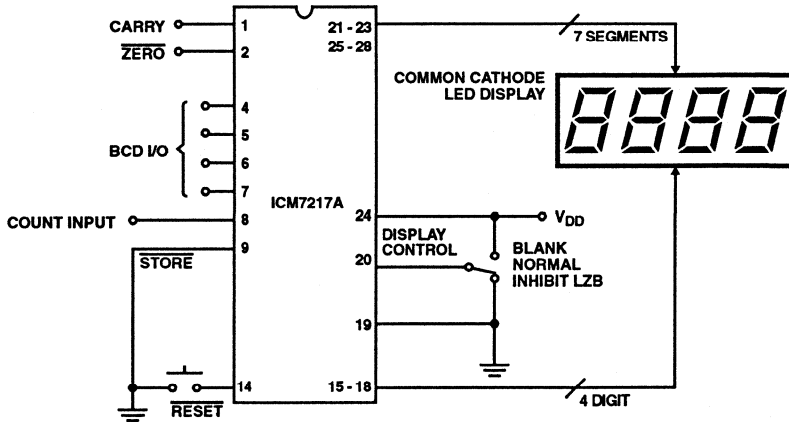 CARRY
ZERO
1
2
21 - 23
25 - 28
7 SEGMENTS
COMMON CATHODE
LED DISPLAY
8888
BCD I/O
4
5
6
7
ICM7217A
COUNT INPUT
8
9
STORE
24
VDD
DISPLAY
CONTROL
20
BLANK
NORMAL
INHIBIT LZB
19
14
RESET
15 - 18
4 DIGIT